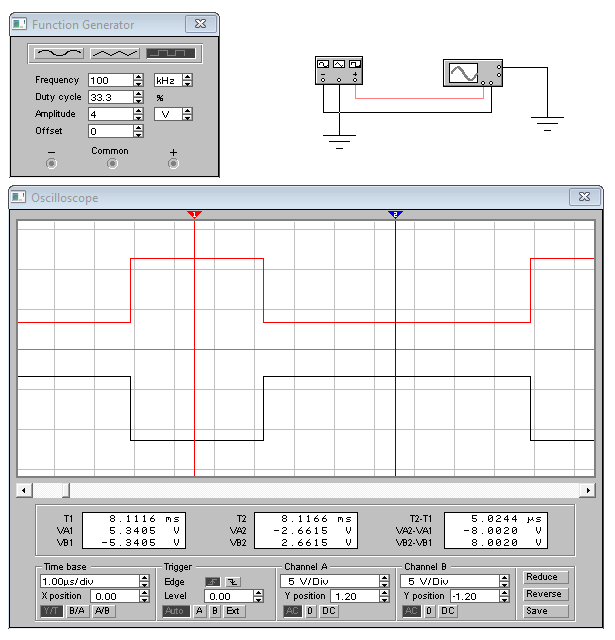 Function Generator
Frequency 100 kHz
Duty cycle 33.3 %
Amplitude 4 V
Offset 0
− Common +
− +
Oscilloscope
1 2
T1 8.1116 ms T2 8.1166 ms T2-T1 5.0244 µs
VA1 5.3405 V VA2 -2.6615 V VA2-VA1 -8.0020 V
VB1 -5.3405 V VB2 2.6615 V VB2-VB1 8.0020 V
Time base Trigger Channel A Channel B Reduce
1.00µs/div Edge 5 V/Div 5 V/Div Reverse
X position 0.00 Level 0.00 Y position 1.20 Y position -1.20
Y/T B/A A/B Auto A B Ext AC 0 DC AC 0 DC Save